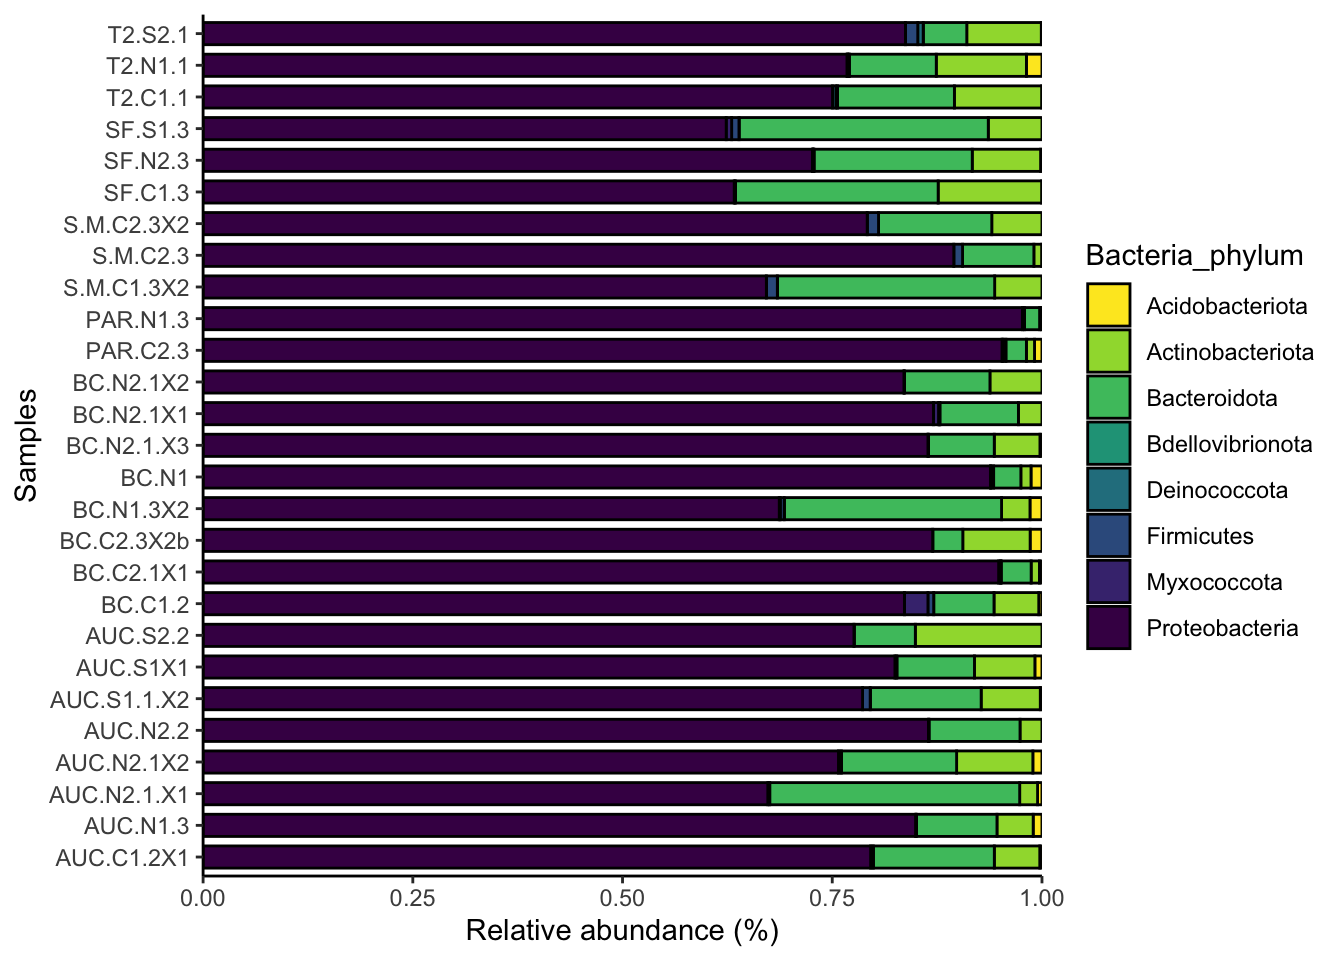 T2.S2.1
T2.N1.1
T2.C1.1
SF.S1.3
SF.N2.3
SF.C1.3
S.M.C2.3X2
S.M.C2.3
S.M.C1.3X2
PAR.N1.3
PAR.C2.3
BC.N2.1X2
BC.N2.1X1
BC.N2.1.X3
BC.N1
BC.N1.3X2
BC.C2.3X2b
BC.C2.1X1
BC.C1.2
AUC.S2.2
AUC.S1X1
AUC.S1.1.X2
AUC.N2.2
AUC.N2.1X2
AUC.N2.1.X1
AUC.N1.3
AUC.C1.2X1
Samples
0.00 0.25 0.50 0.75 1.00
Relative abundance (%)
Bacteria_phylum
Acidobacteriota
Actinobacteriota
Bacteroidota
Bdellovibrionota
Deinococcota
Firmicutes
Myxococcota
Proteobacteria